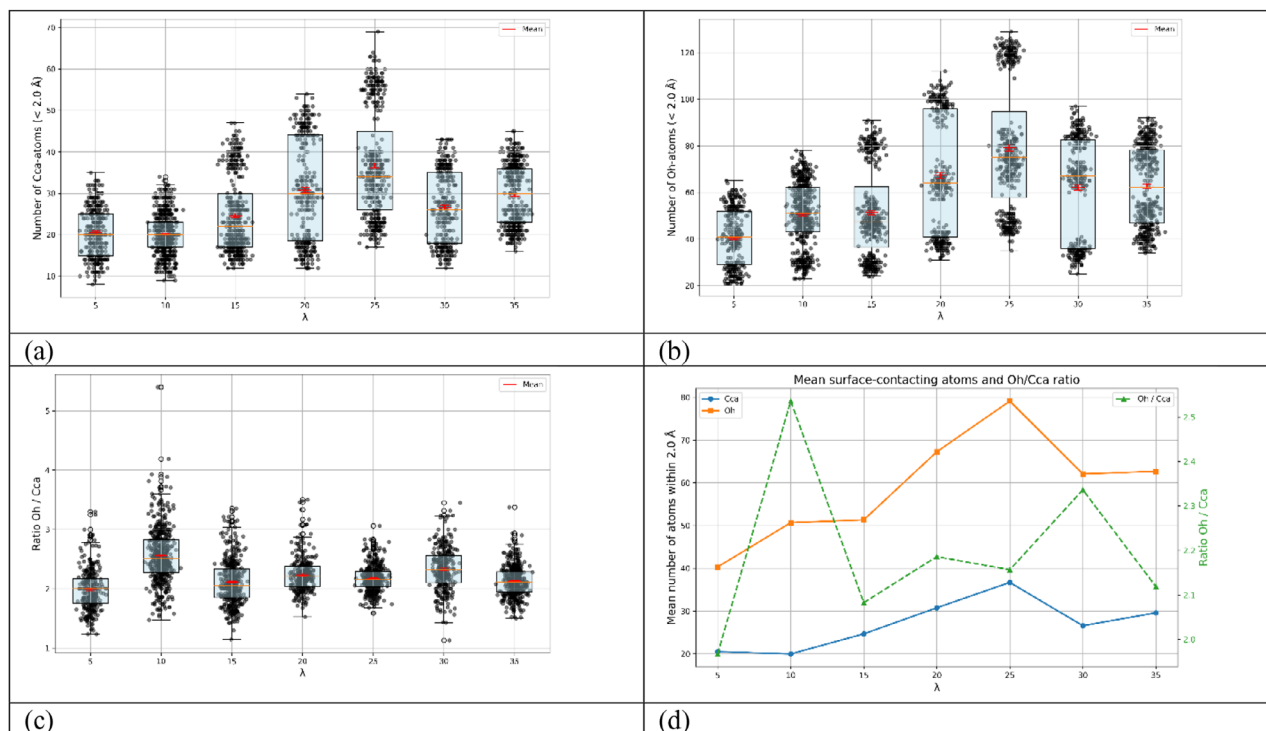 Number of Cca-atoms (< 2.0 Å)
70
60
50
40
30
20
10
5 10 15 20 25 30 35
λ
Mean
(a)
Number of Oh-atoms (< 2.0 Å)
120
100
80
60
40
20
5 10 15 20 25 30 35
λ
Mean
(b)
Ratio Oh / Cca
5
4
3
2
1
5 10 15 20 25 30 35
λ
Mean
(c)
Mean surface-contacting atoms and Oh/Cca ratio
Mean number of atoms within 2.0 Å
80
70
60
50
40
30
20
Cca
Oh
Oh / Cca
5 10 15 20 25 30 35
λ
2.5
2.4
2.3
2.2
2.1
2.0
Ratio Oh / Cca
(d)